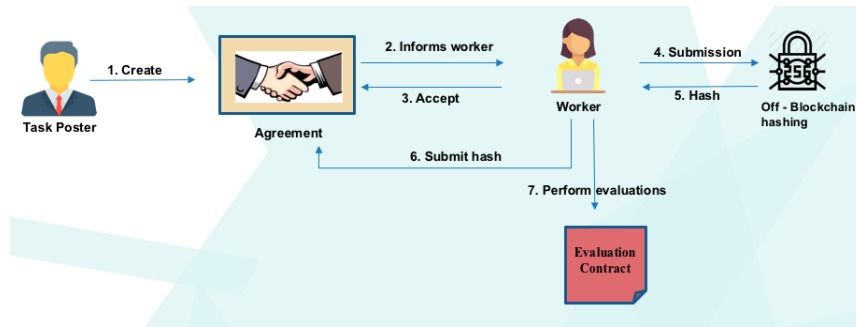 1. Create
Task Poster
Agreement
2. Informs worker
3. Accept
Worker
4. Submission
5. Hash
Off - Blockchain
hashing
6. Submit hash
7. Perform evaluations
Evaluation
Contract